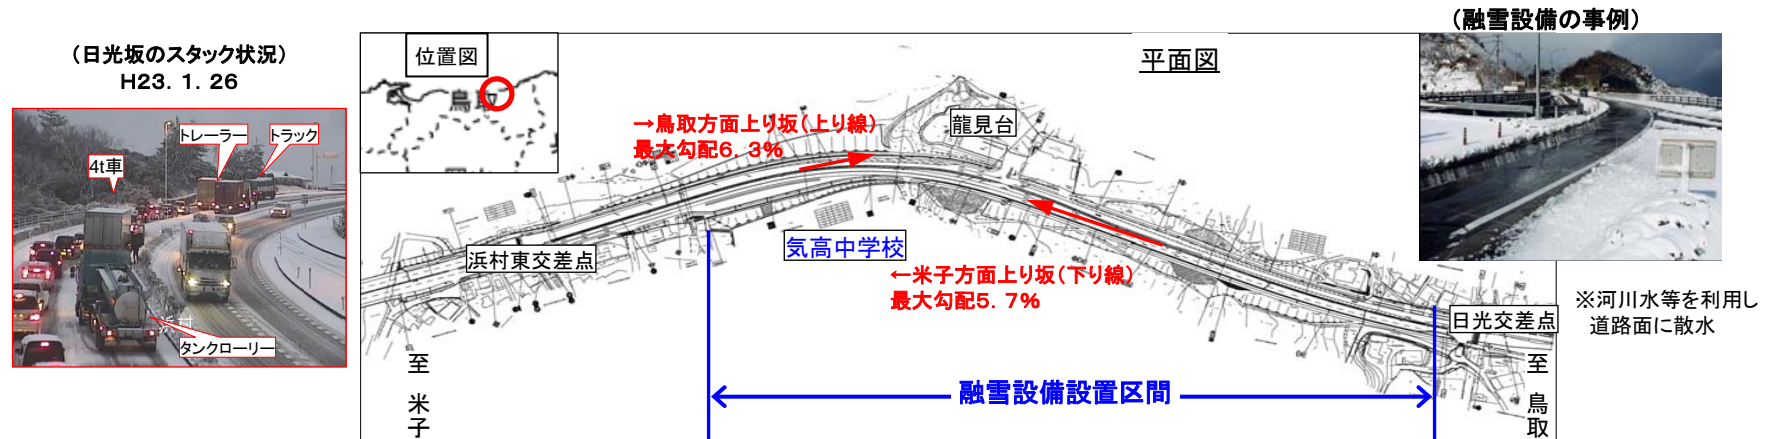 （日光坂のスタック状況）
H23．1．26
トレーラー
トラック
4t車
浜村
タンクローリー
位置図
鳥取
平面図
→鳥取方面上り坂（上り線）
最大勾配6．3％
龍見台
浜村東交差点
気高中学校
←米子方面上り坂（下り線）
最大勾配5．7％
日光交差点
至 米子
至 鳥取
融雪設備設置区間
（融雪設備の事例）
※河川水等を利用し
道路面に散水